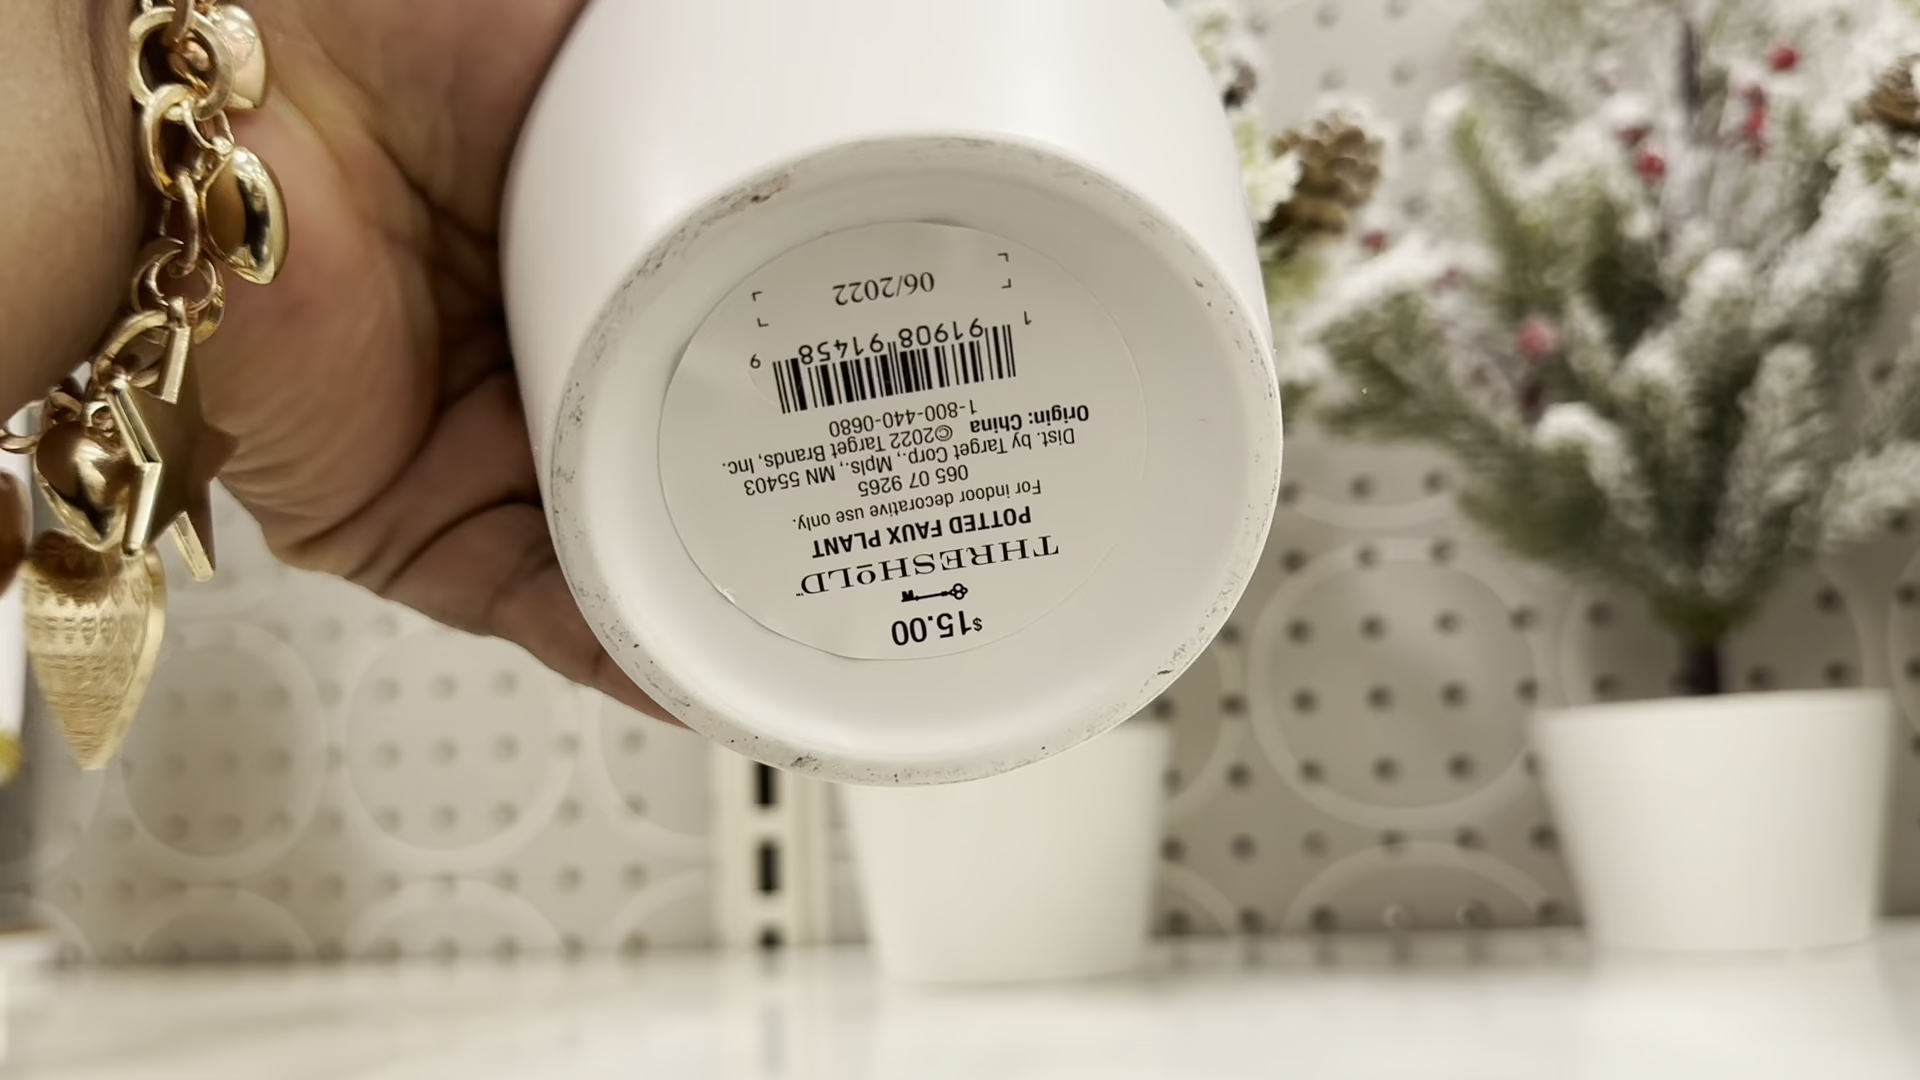 $15.00
THRESHOLD™
POTTED FAUX PLANT
For indoor decorative use only.
065 07 9265
Dist. by Target Corp., Mpls., MN 55403
Origin: China ©2022 Target Brands, Inc.
1-800-440-0680
1 91908 91458 9
06/2022